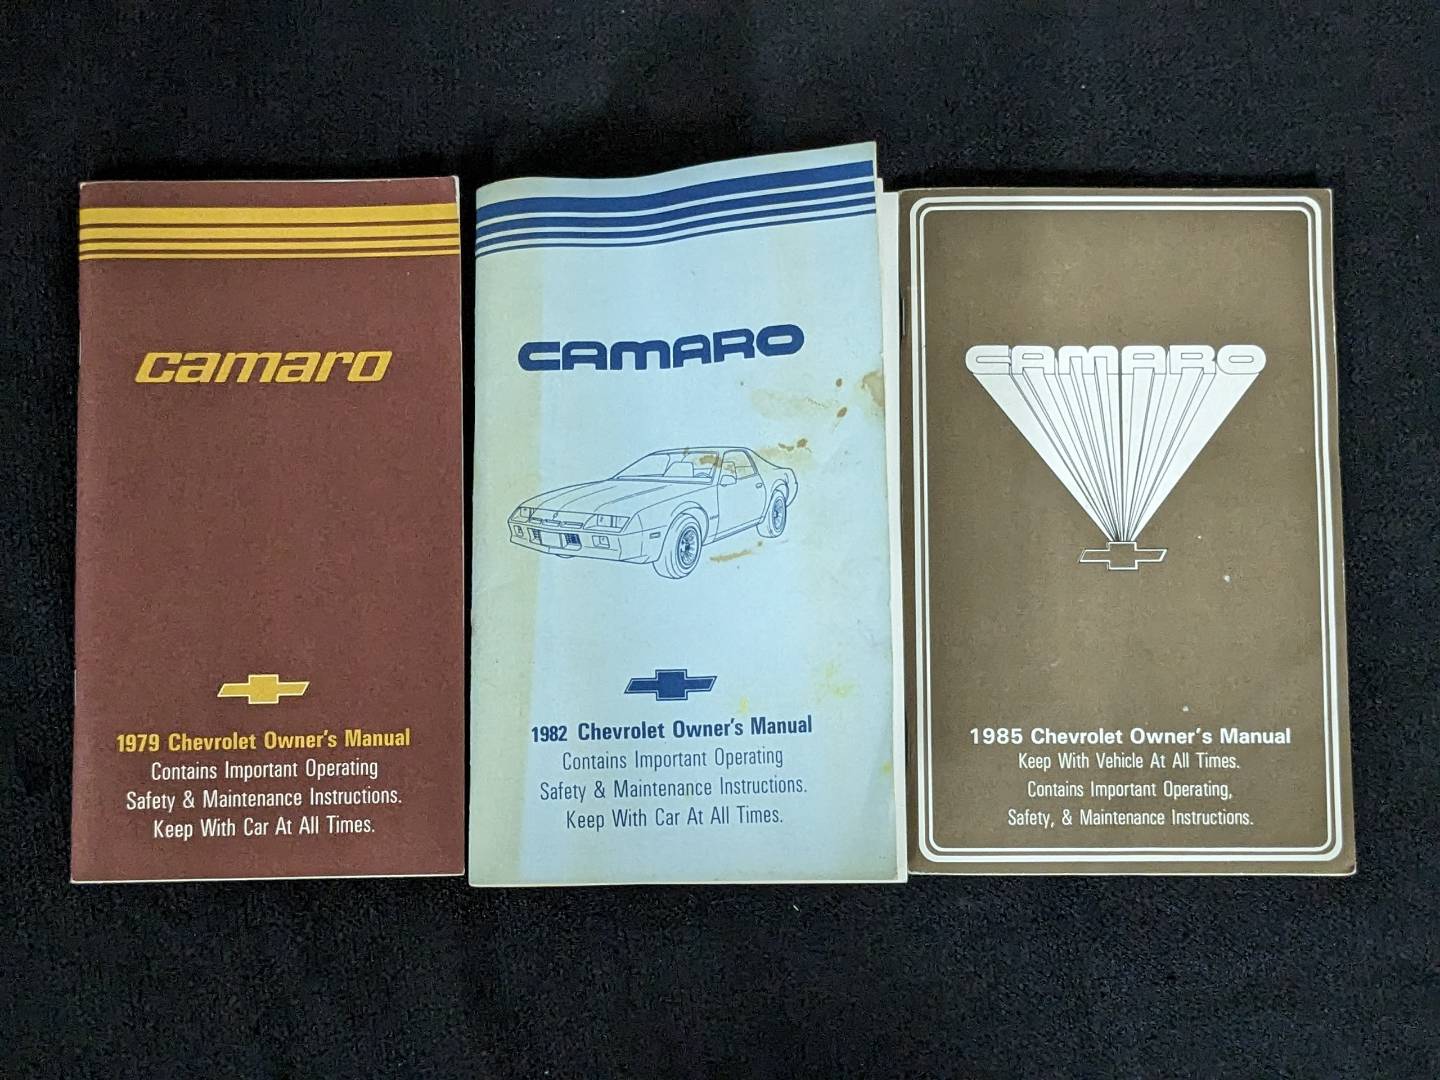 camaro
1979 Chevrolet Owner's Manual
Contains Important Operating
Safety & Maintenance Instructions.
Keep With Car At All Times.
CAMARO
1982 Chevrolet Owner's Manual
Contains Important Operating
Safety & Maintenance Instructions.
Keep With Car At All Times.
CAMARO
1985 Chevrolet Owner's Manual
Keep With Vehicle At All Times.
Contains Important Operating,
Safety, & Maintenance Instructions.